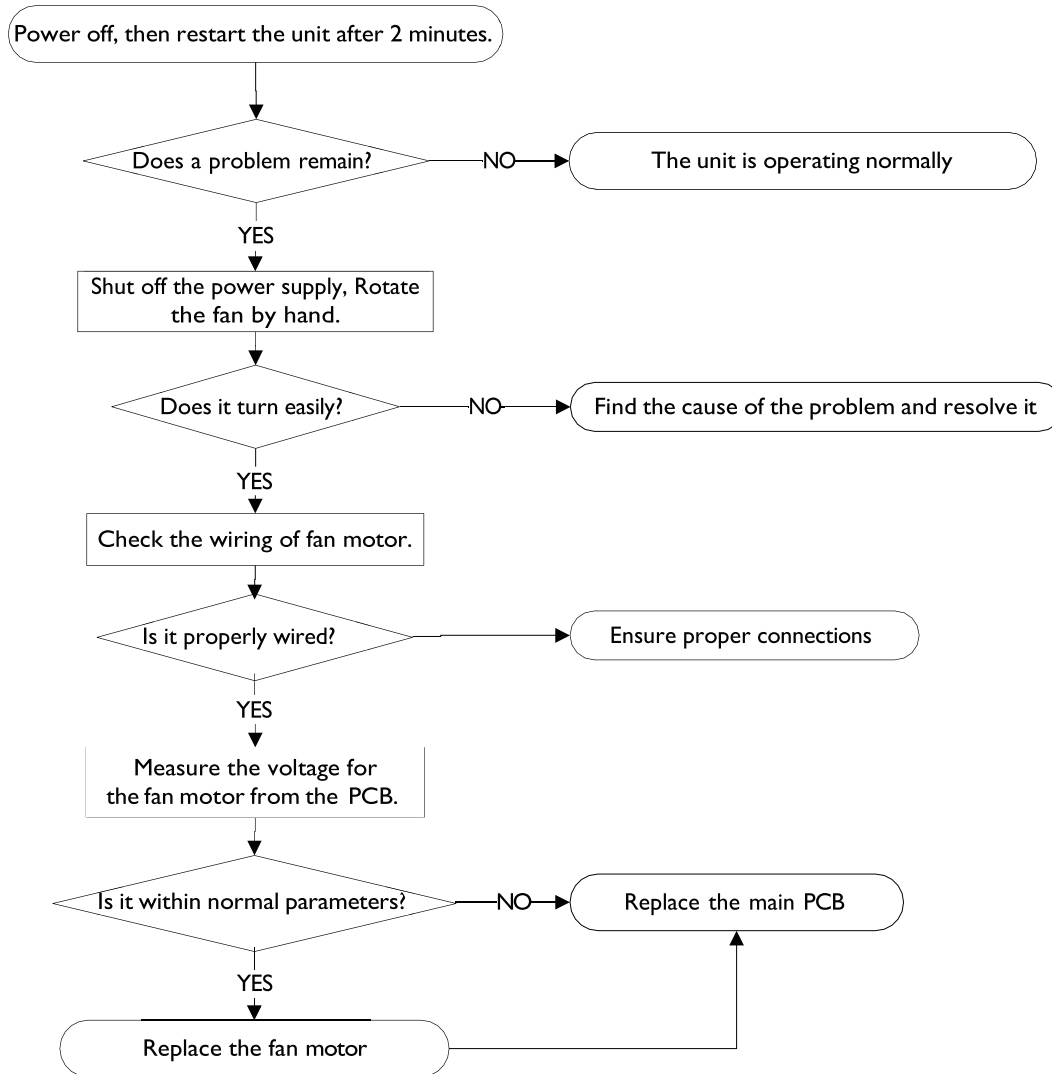 Power off, then restart the unit after 2 minutes.
Does a problem remain?
NO
The unit is operating normally
YES
Shut off the power supply, Rotate
the fan by hand.
Does it turn easily?
NO
Find the cause of the problem and resolve it
YES
Check the wiring of fan motor.
Is it properly wired?
Ensure proper connections
YES
Measure the voltage for
the fan motor from the PCB.
Is it within normal parameters?
NO
Replace the main PCB
YES
Replace the fan motor